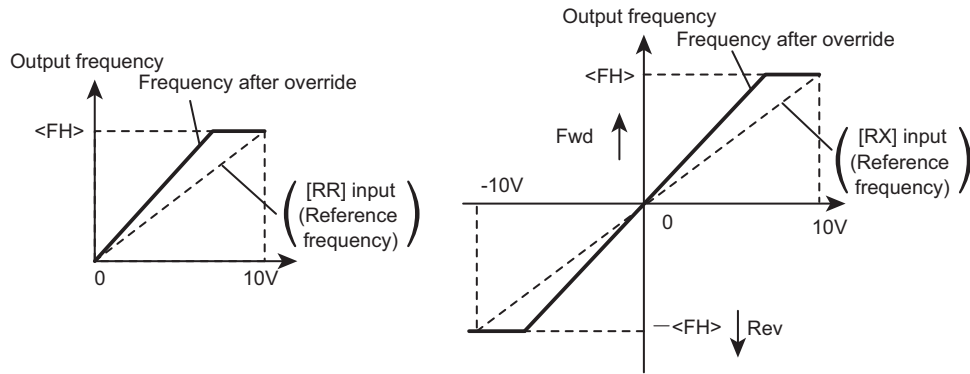 Output frequency
Frequency after override
<FH>
[RR] input
(Reference
frequency)
0
10V
Output frequency
Frequency after override
<FH>
Fwd
[RX] input
(Reference
frequency)
-10V
0
10V
—<FH>
Rev